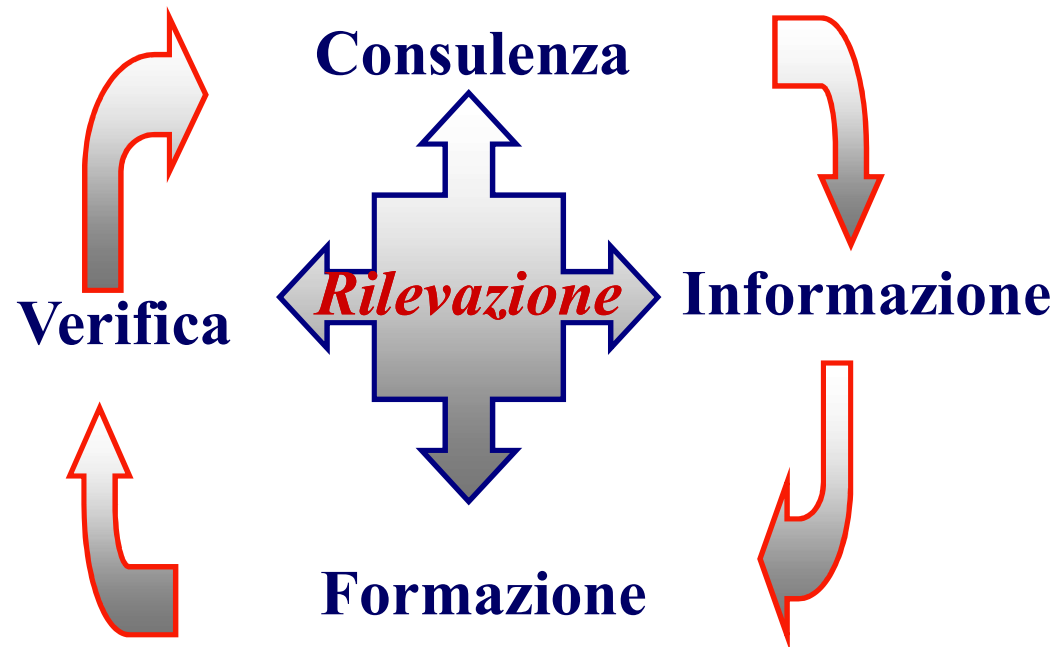 Consulenza
Rilevazione
Informazione
Verifica
Formazione